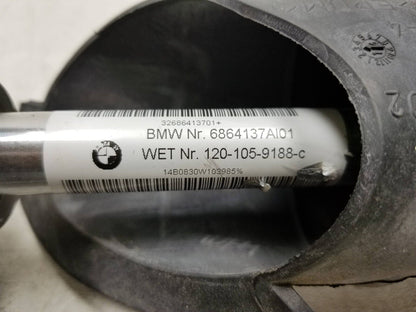 32686413701+
BMW Nr. 6864137AI01
WET Nr. 120-105-9188-c
14B0830W103985%